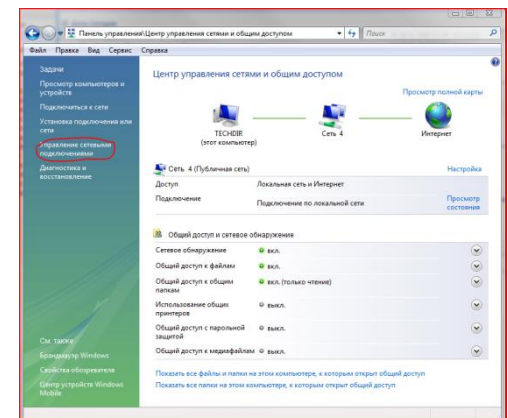 Панель управления\Центр управления сетями и общим доступом
Поиск
Файл Правка Вид Сервис Справка
Задачи
Просмотр компьютеров и
устройств
Подключиться к сети
Установка подключения или
сети
Управление сетевыми
подключениями
Диагностика и
восстановление
См. также
Брандмауэр Windows
Свойства обозревателя
Центр устройств Windows
Mobile
Центр управления сетями и общим доступом
Просмотр полной карты
TECHDIR
(этот компьютер)
Сеть 4
Интернет
Сеть 4 (Публичная сеть)
Настройка
Доступ
Локальная сеть и Интернет
Подключение
Подключение по локальной сети
Просмотр
состояния
Общий доступ и сетевое обнаружение
Сетевое обнаружение
вкл.
Общий доступ к файлам
вкл.
Общий доступ к общим
папкам
вкл. (только чтение)
Использование общих
принтеров
выкл.
Общий доступ с парольной
защитой
выкл.
Общий доступ к медиафайлам
выкл.
Показать все файлы и папки на этом компьютере, к которым открыт общий доступ
Показать все папки на этом компьютере, к которым открыт общий доступ